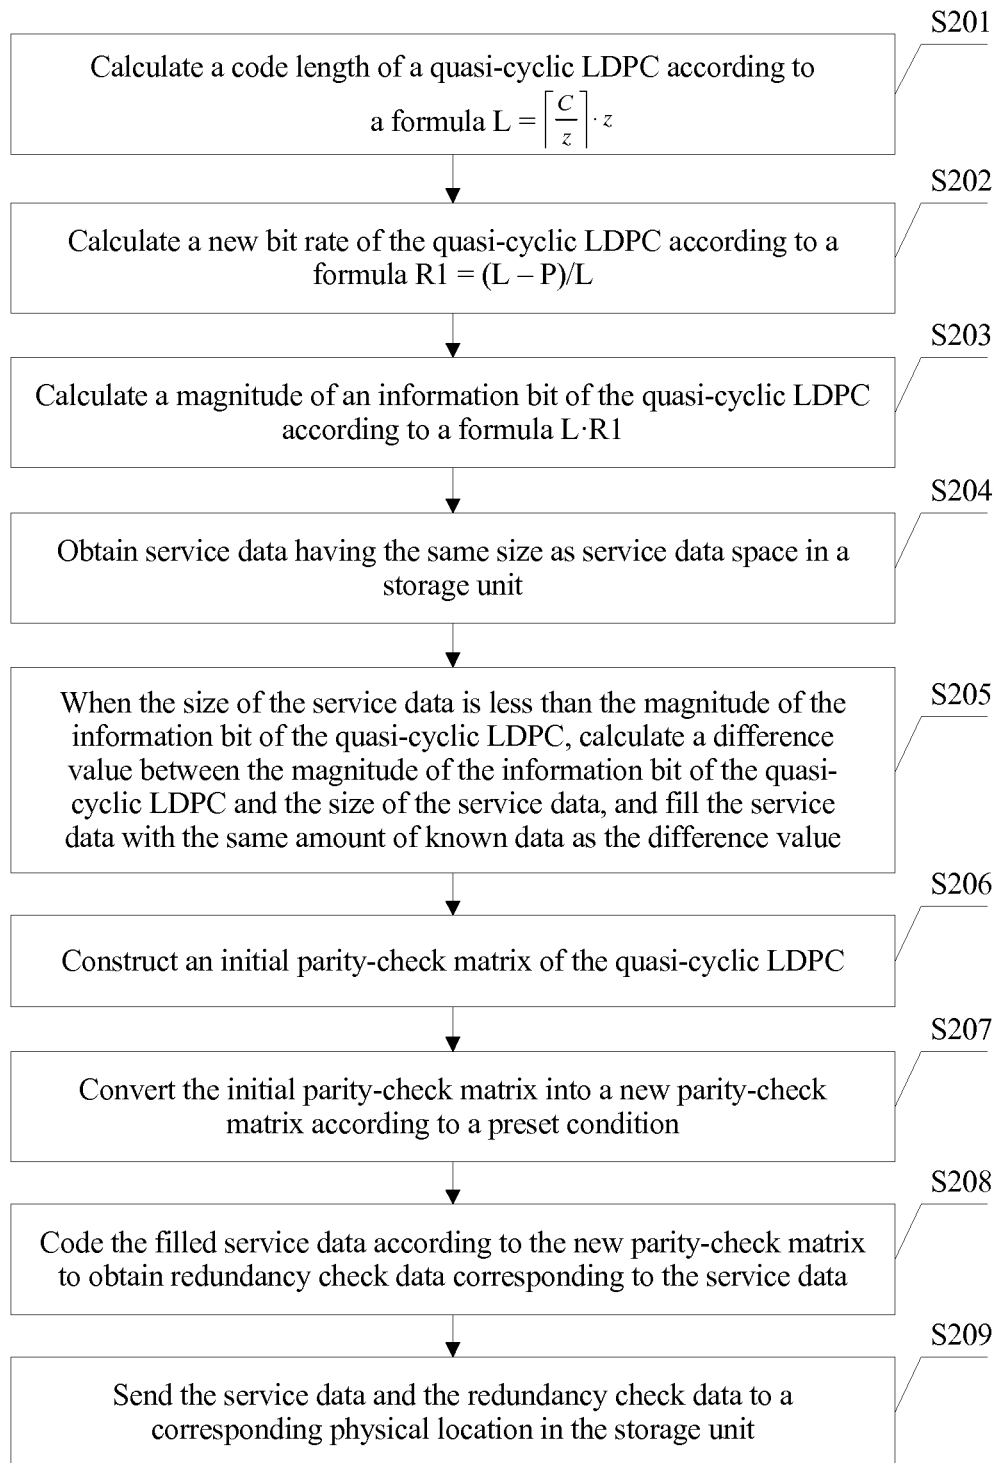 S201
Calculate a code length of a quasi-cyclic LDPC according to
a formula L = ⌈C/z⌉ · z
S202
Calculate a new bit rate of the quasi-cyclic LDPC according to a
formula R1 = (L – P)/L
S203
Calculate a magnitude of an information bit of the quasi-cyclic LDPC
according to a formula L·R1
S204
Obtain service data having the same size as service data space in a
storage unit
S205
When the size of the service data is less than the magnitude of the
information bit of the quasi-cyclic LDPC, calculate a difference
value between the magnitude of the information bit of the quasi-
cyclic LDPC and the size of the service data, and fill the service
data with the same amount of known data as the difference value
S206
Construct an initial parity-check matrix of the quasi-cyclic LDPC
S207
Convert the initial parity-check matrix into a new parity-check
matrix according to a preset condition
S208
Code the filled service data according to the new parity-check matrix
to obtain redundancy check data corresponding to the service data
S209
Send the service data and the redundancy check data to a
corresponding physical location in the storage unit